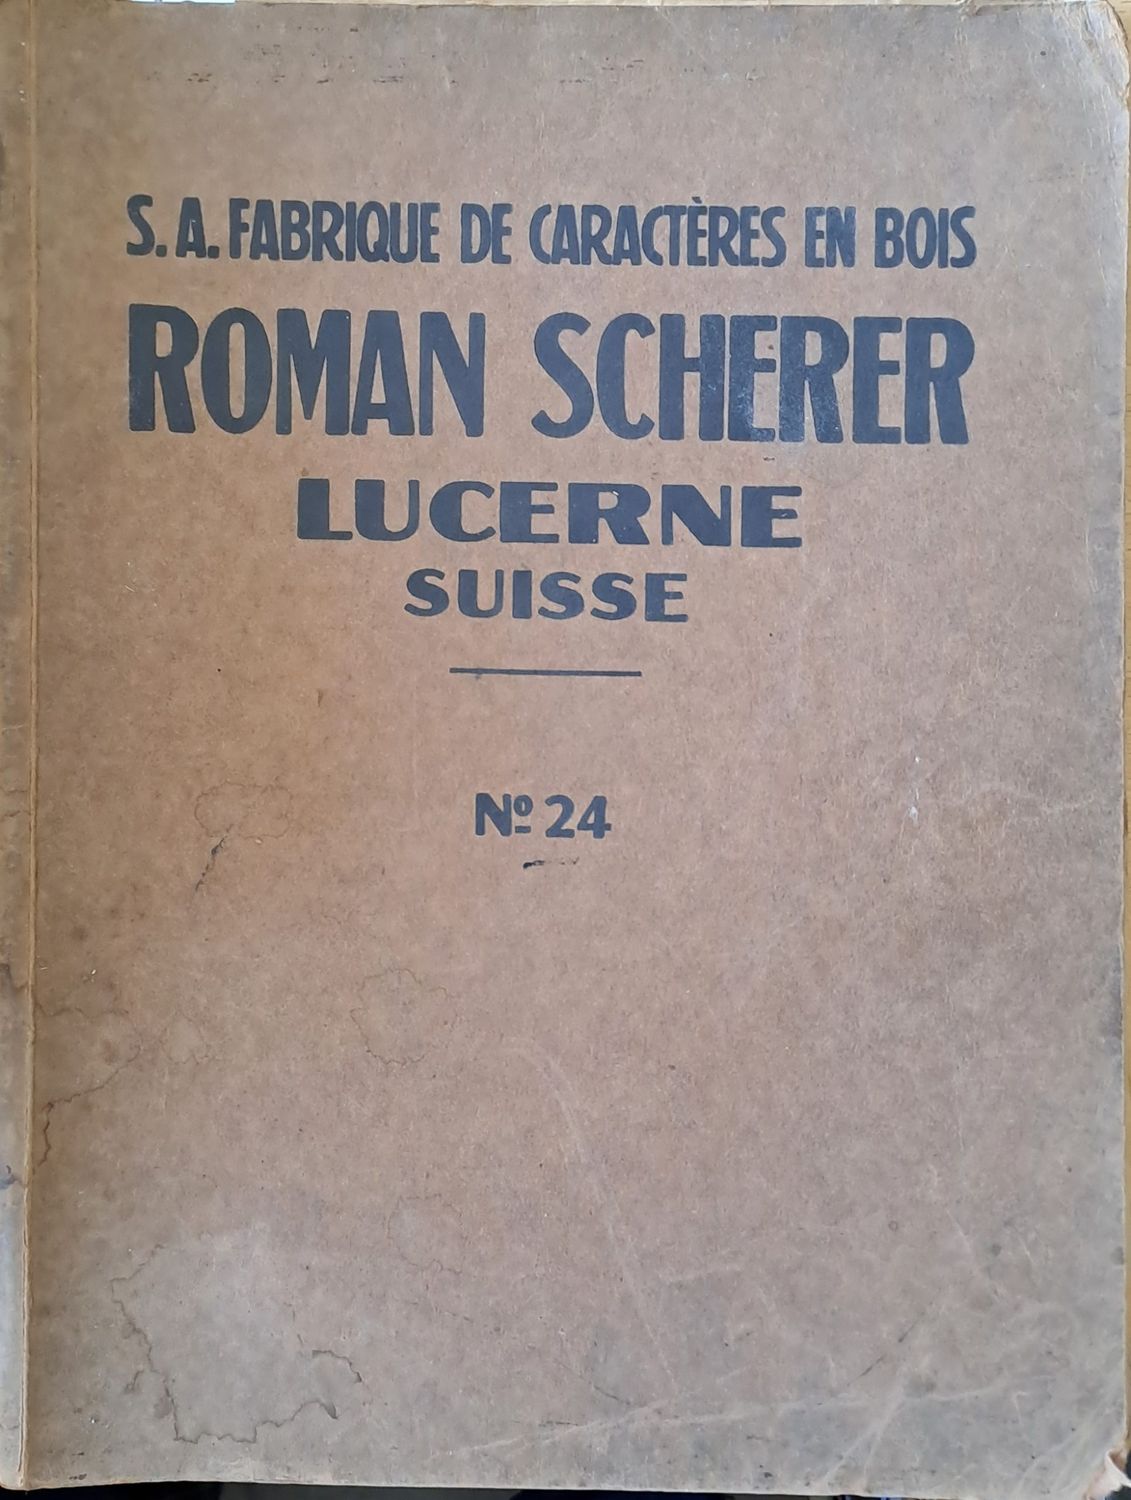 S. A. FABRIQUE DE CARACTÈRES EN BOIS
ROMAN SCHERER
LUCERNE
SUISSE
Nº 24